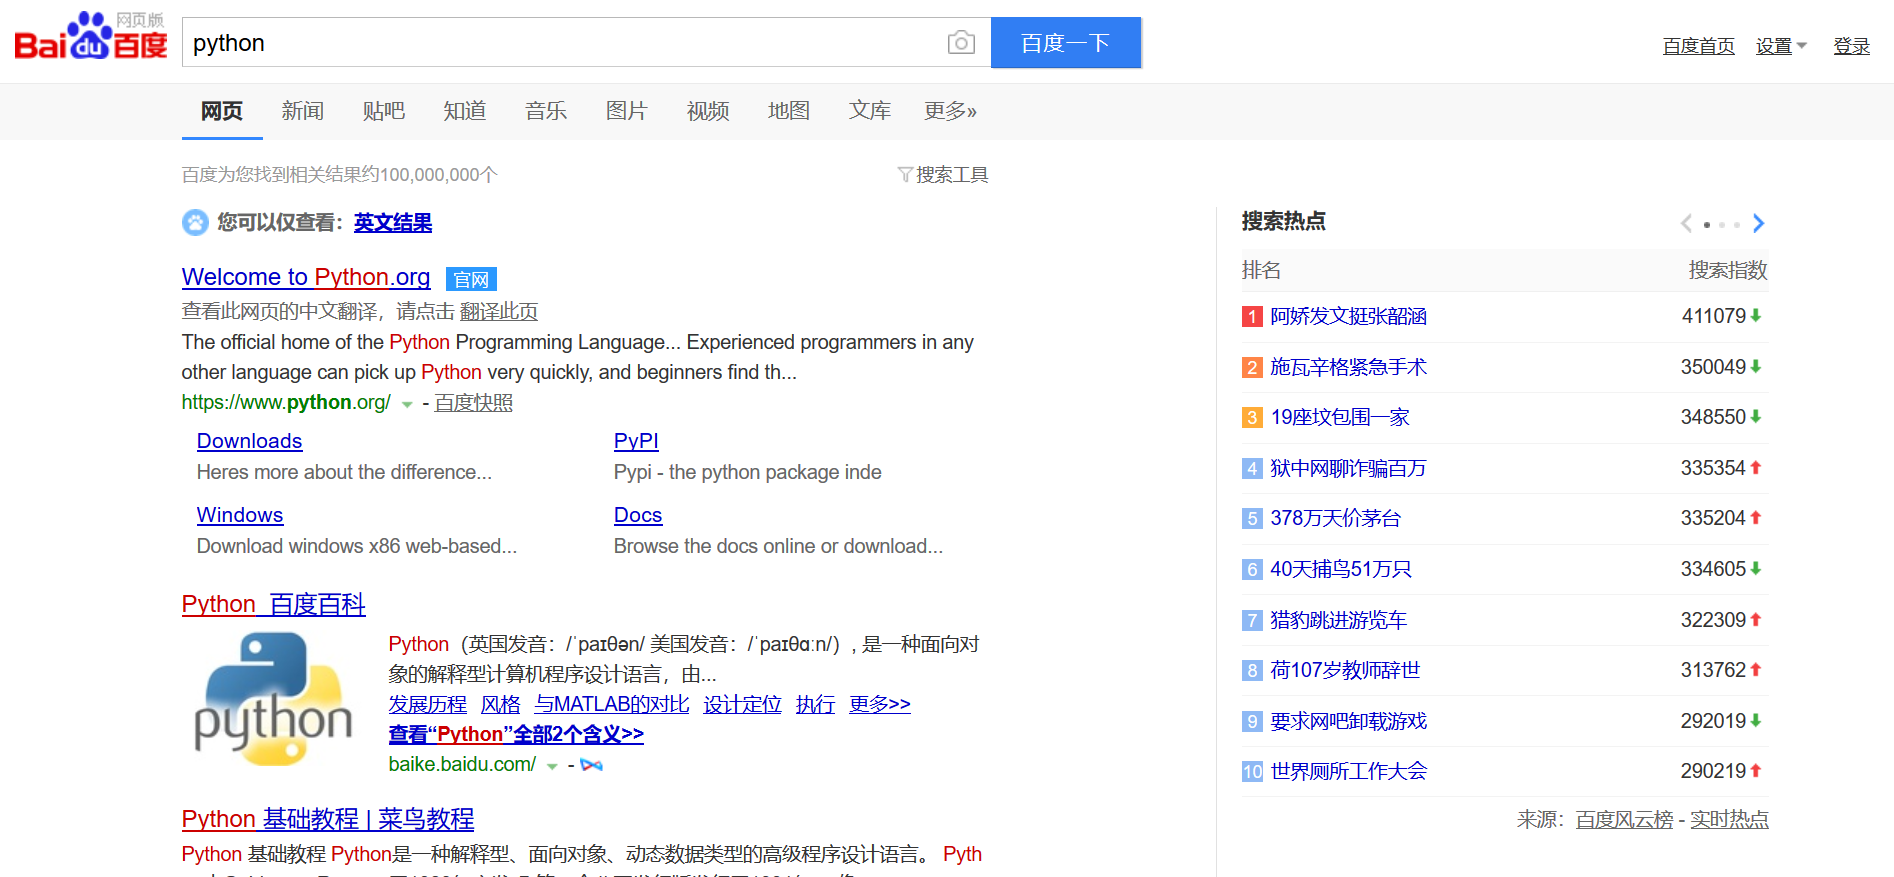 Bai du 百度 网页版
python
百度一下
百度首页 设置 登录
网页 新闻 贴吧 知道 音乐 图片 视频 地图 文库 更多»
百度为您找到相关结果约100,000,000个 搜索工具
您可以仅查看：英文结果
Welcome to Python.org 官网
查看此网页的中文翻译，请点击 翻译此页
The official home of the Python Programming Language... Experienced programmers in any
other language can pick up Python very quickly, and beginners find th...
https://www.python.org/ - 百度快照
Downloads PyPI
Heres more about the difference... Pypi - the python package inde
Windows Docs
Download windows x86 web-based... Browse the docs online or download...
Python 百度百科
python
Python（英国发音：/ˈpaɪθən/ 美国发音：/ˈpaɪθɑːn/）, 是一种面向对
象的解释型计算机程序设计语言，由...
发展历程 风格 与MATLAB的对比 设计定位 执行 更多>>
查看“Python”全部2个含义>>
baike.baidu.com/ -
Python 基础教程 | 菜鸟教程
Python 基础教程 Python是一种解释型、面向对象、动态数据类型的高级程序设计语言。 Pyth
搜索热点
排名 搜索指数
1 阿娇发文挺张韶涵 411079
2 施瓦辛格紧急手术 350049
3 19座坟包围一家 348550
4 狱中网聊诈骗百万 335354
5 378万天价茅台 335204
6 40天捕鸟51万只 334605
7 猎豹跳进游览车 322309
8 荷107岁教师辞世 313762
9 要求网吧卸载游戏 292019
10 世界厕所工作大会 290219
来源：百度风云榜 - 实时热点